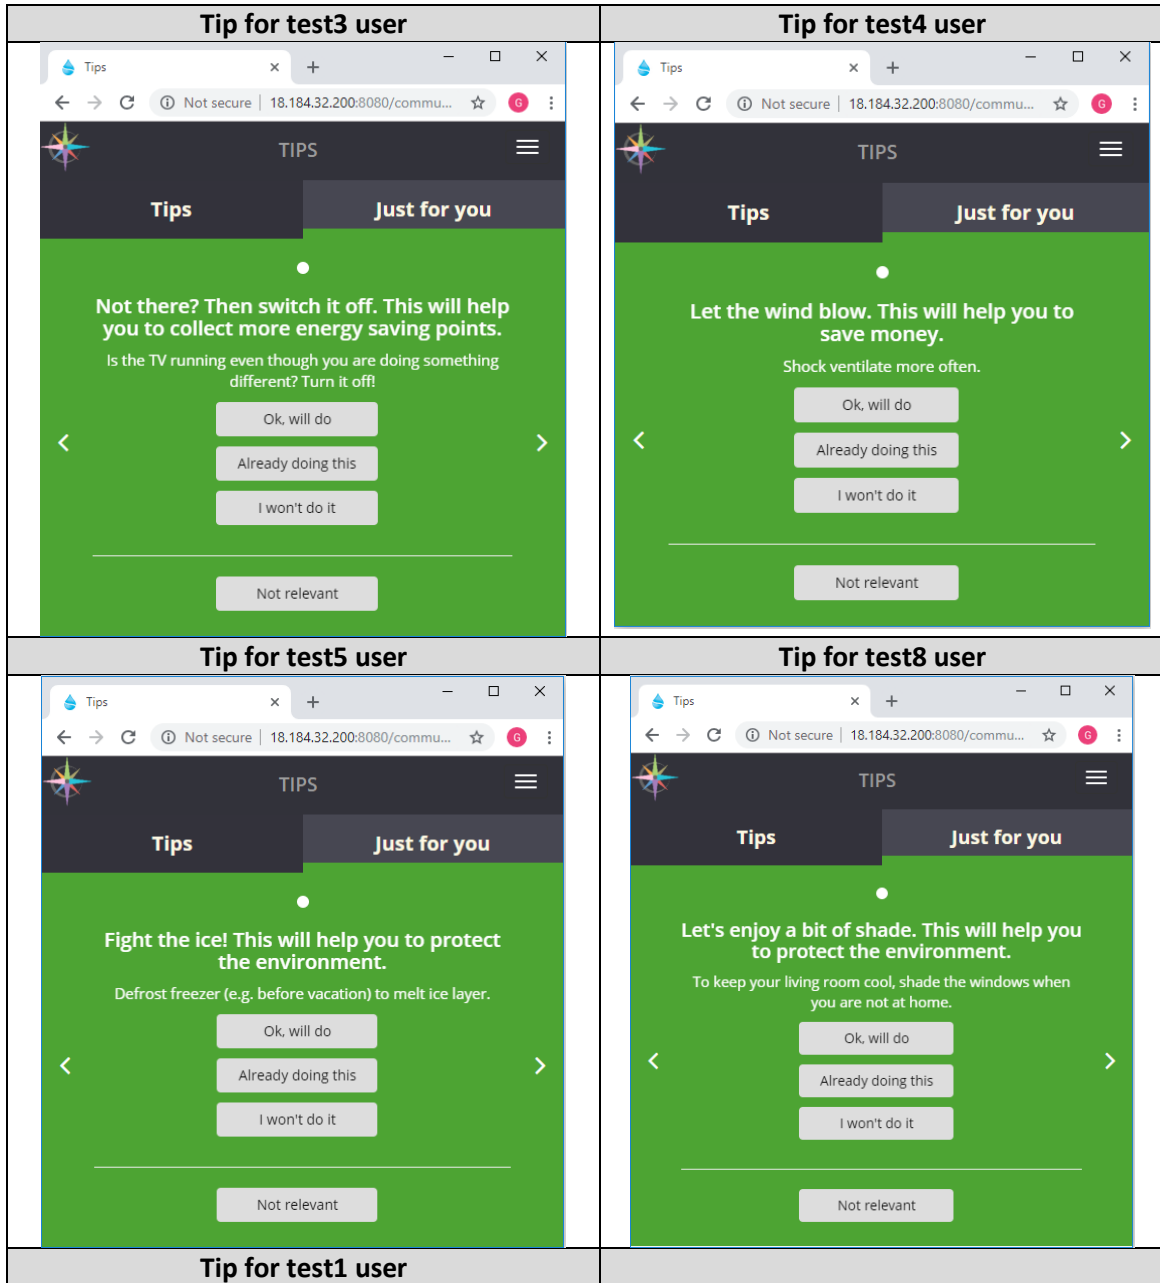 Tip for test3 user
Tip for test4 user
Tips
Not secure | 18.184.32.200:8080/commu...
G
TIPS
Tips
Just for you
Not there? Then switch it off. This will help
you to collect more energy saving points.
Is the TV running even though you are doing something
different? Turn it off!
Ok, will do
Already doing this
I won't do it
Not relevant
Tips
Not secure | 18.184.32.200:8080/commu...
G
TIPS
Tips
Just for you
Let the wind blow. This will help you to
save money.
Shock ventilate more often.
Ok, will do
Already doing this
I won't do it
Not relevant
Tip for test5 user
Tip for test8 user
Tips
Not secure | 18.184.32.200:8080/commu...
G
TIPS
Tips
Just for you
Fight the ice! This will help you to protect
the environment.
Defrost freezer (e.g. before vacation) to melt ice layer.
Ok, will do
Already doing this
I won't do it
Not relevant
Tips
Not secure | 18.184.32.200:8080/commu...
G
TIPS
Tips
Just for you
Let's enjoy a bit of shade. This will help you
to protect the environment.
To keep your living room cool, shade the windows when
you are not at home.
Ok, will do
Already doing this
I won't do it
Not relevant
Tip for test1 user